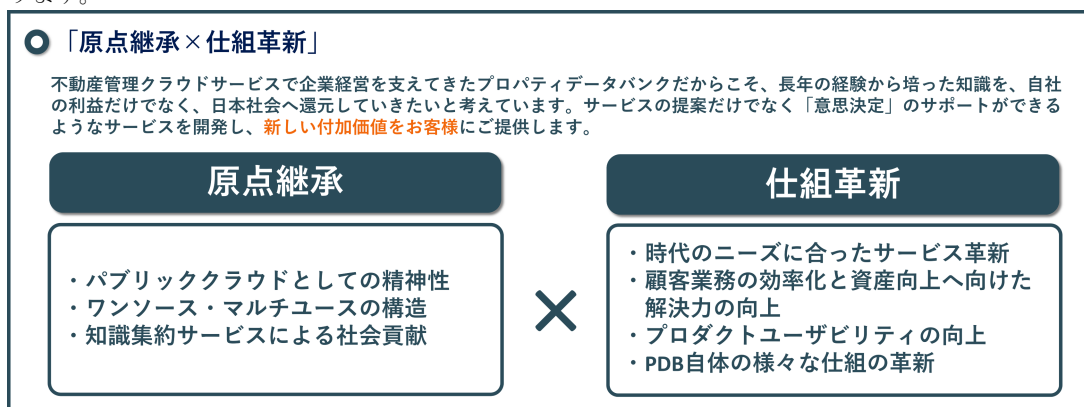 ります。
「原点継承×仕組革新」
不動産管理クラウドサービスで企業経営を支えてきたプロパティデータバンクだからこそ、長年の経験から培った知識を、自社
の利益だけでなく、日本社会へ還元していきたいと考えています。サービスの提案だけでなく「意思決定」のサポートができる
ようなサービスを開発し、新しい付加価値をお客様にご提供します。
原点継承
・パブリッククラウドとしての精神性
・ワンソース・マルチユースの構造
・知識集約サービスによる社会貢献
×
仕組革新
・時代のニーズに合ったサービス革新
・顧客業務の効率化と資産向上へ向けた
解決力の向上
・プロダクトユーザビリティの向上
・PDB自体の様々な仕組の革新